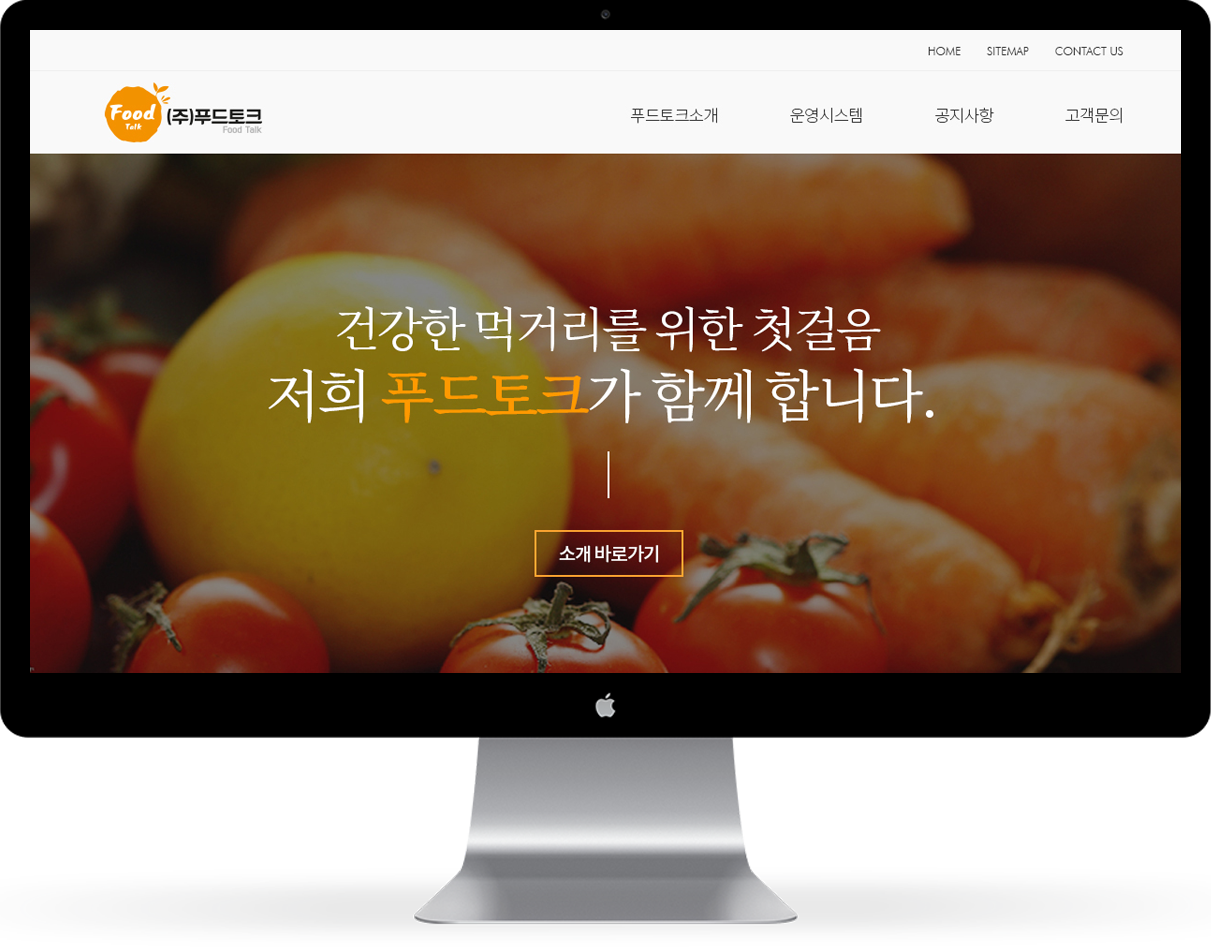 HOME SITEMAP CONTACT US
Food
Talk
(주)푸드토크
Food Talk
푸드토크소개 운영시스템 공지사항 고객문의
건강한 먹거리를 위한 첫걸음
저희 푸드토크가 함께 합니다.
소개 바로가기